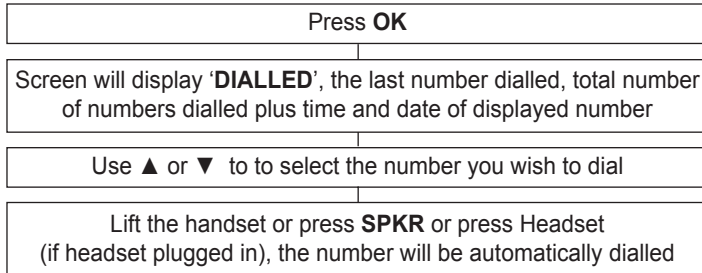 Press OK
Screen will display ‘DIALLED’, the last number dialled, total number
of numbers dialled plus time and date of displayed number
Use ▲ or ▼ to to select the number you wish to dial
Lift the handset or press SPKR or press Headset
(if headset plugged in), the number will be automatically dialled